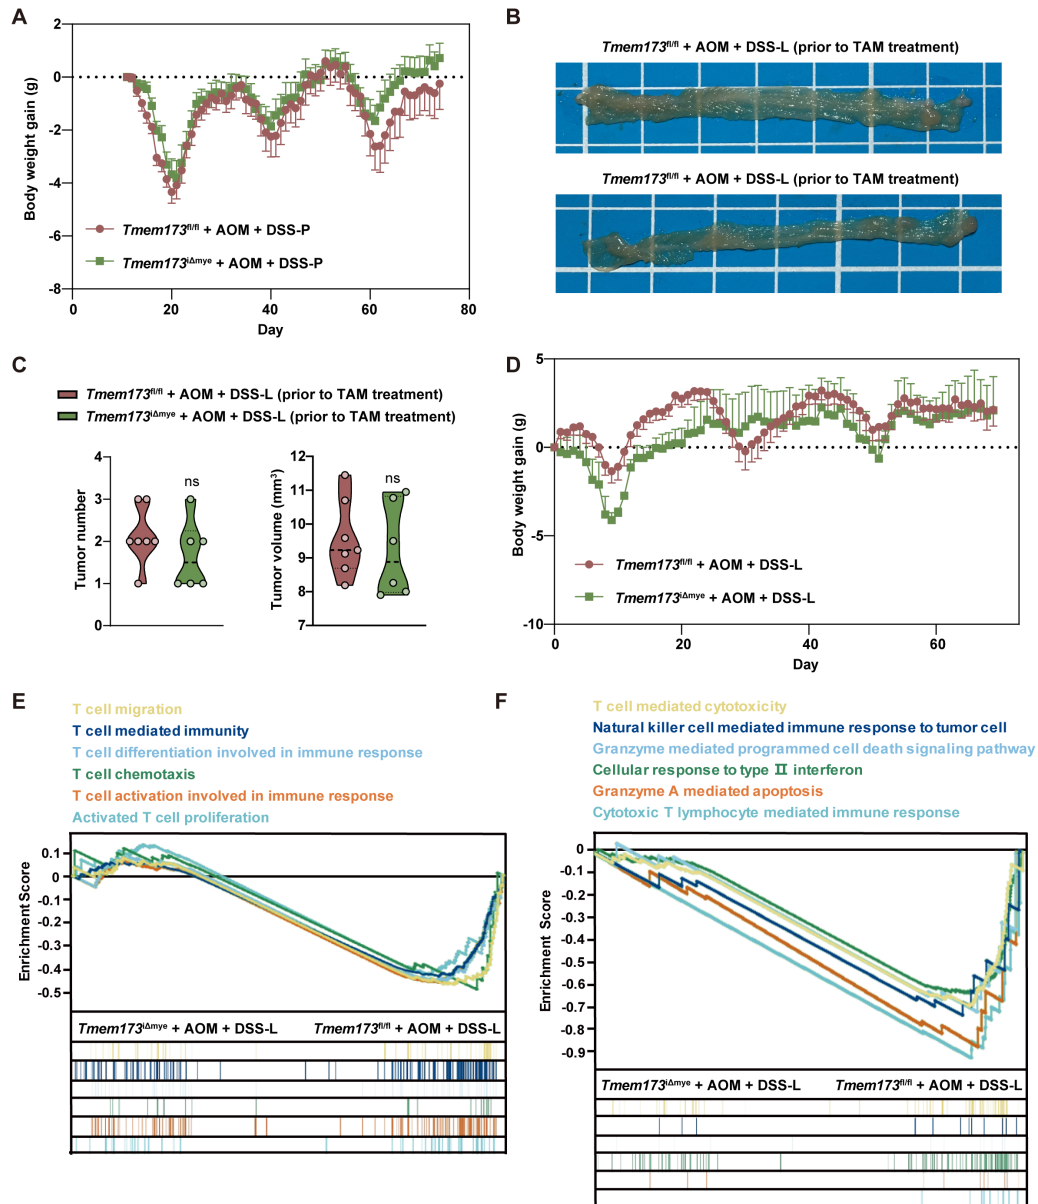 A
2
0
-2
-4
-6
-8
0
20
40
60
80
Body weight gain (g)
Day
Tmem173fl/fl + AOM + DSS-P
Tmem173iΔmye + AOM + DSS-P
B
Tmem173fl/fl + AOM + DSS-L (prior to TAM treatment)
Tmem173fl/fl + AOM + DSS-L (prior to TAM treatment)
C
Tmem173fl/fl + AOM + DSS-L (prior to TAM treatment)
Tmem173iΔmye + AOM + DSS-L (prior to TAM treatment)
4
3
2
1
0
Tumor number
ns
12
11
10
9
8
7
Tumor volume (mm³)
ns
D
5
0
-5
-10
0
20
40
60
Body weight gain (g)
Day
Tmem173fl/fl + AOM + DSS-L
Tmem173iΔmye + AOM + DSS-L
E
T cell migration
T cell mediated immunity
T cell differentiation involved in immune response
T cell chemotaxis
T cell activation involved in immune response
Activated T cell proliferation
0.1
0
-0.1
-0.2
-0.3
-0.4
-0.5
Enrichment Score
Tmem173iΔmye + AOM + DSS-L
Tmem173fl/fl + AOM + DSS-L
F
T cell mediated cytotoxicity
Natural killer cell mediated immune response to tumor cell
Granzyme mediated programmed cell death signaling pathway
Cellular response to type II interferon
Granzyme A mediated apoptosis
Cytotoxic T lymphocyte mediated immune response
0
-0.1
-0.2
-0.3
-0.4
-0.5
-0.6
-0.7
-0.8
-0.9
Enrichment Score
Tmem173iΔmye + AOM + DSS-L
Tmem173fl/fl + AOM + DSS-L